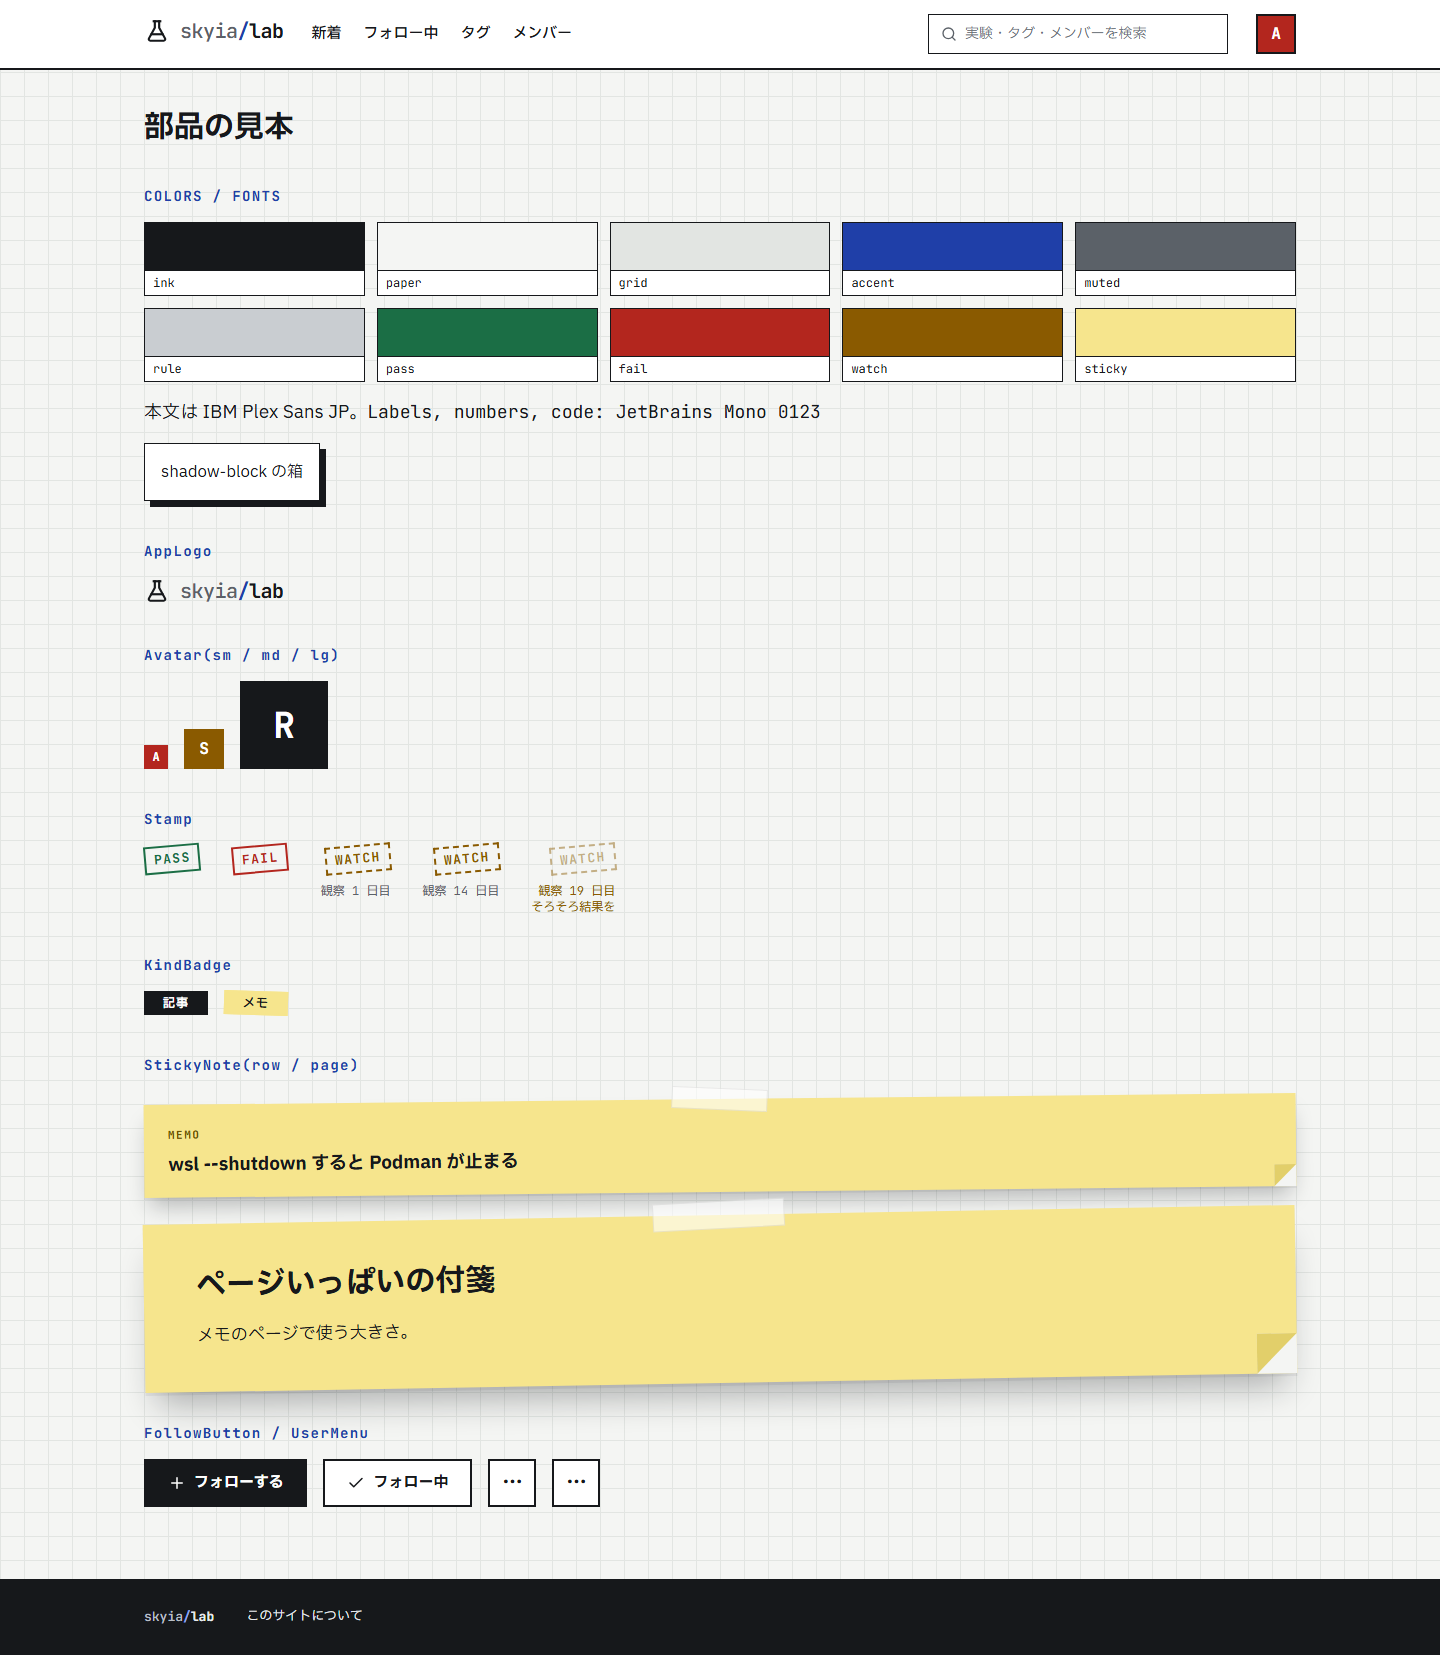 skyia/lab 新着 フォロー中 タグ メンバー 実験・タグ・メンバーを検索 A
部品の見本
COLORS / FONTS
ink paper grid accent muted
rule pass fail watch sticky
本文は IBM Plex Sans JP。Labels, numbers, code: JetBrains Mono 0123
shadow-block の箱
AppLogo
skyia/lab
Avatar(sm / md / lg)
A S R
Stamp
PASS FAIL WATCH WATCH WATCH
観察 1 日目 観察 14 日目 観察 19 日目
そろそろ結果を
KindBadge
記事 メモ
StickyNote(row / page)
MEMO
wsl --shutdown すると Podman が止まる
ページいっぱいの付箋
メモのページで使う大きさ。
FollowButton / UserMenu
+ フォローする ✓ フォロー中 ··· ···
skyia/lab このサイトについて